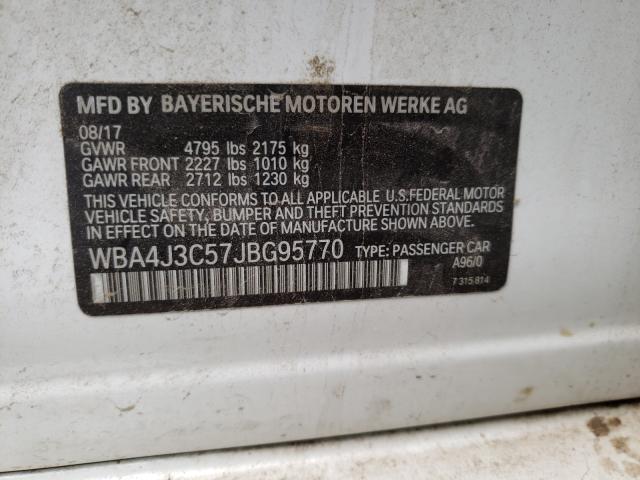 MFD BY BAYERISCHE MOTOREN WERKE AG
08/17
GVWR 4795 lbs 2175 kg
GAWR FRONT 2227 lbs 1010 kg
GAWR REAR 2712 lbs 1230 kg
THIS VEHICLE CONFORMS TO ALL APPLICABLE U.S.FEDERAL MOTOR
VEHICLE SAFETY, BUMPER AND THEFT PREVENTION STANDARDS
IN EFFECT ON THE DATE OF MANUFACTURE SHOWN ABOVE.
WBA4J3C57JBG95770 TYPE: PASSENGER CAR
A96/0
7 315 814